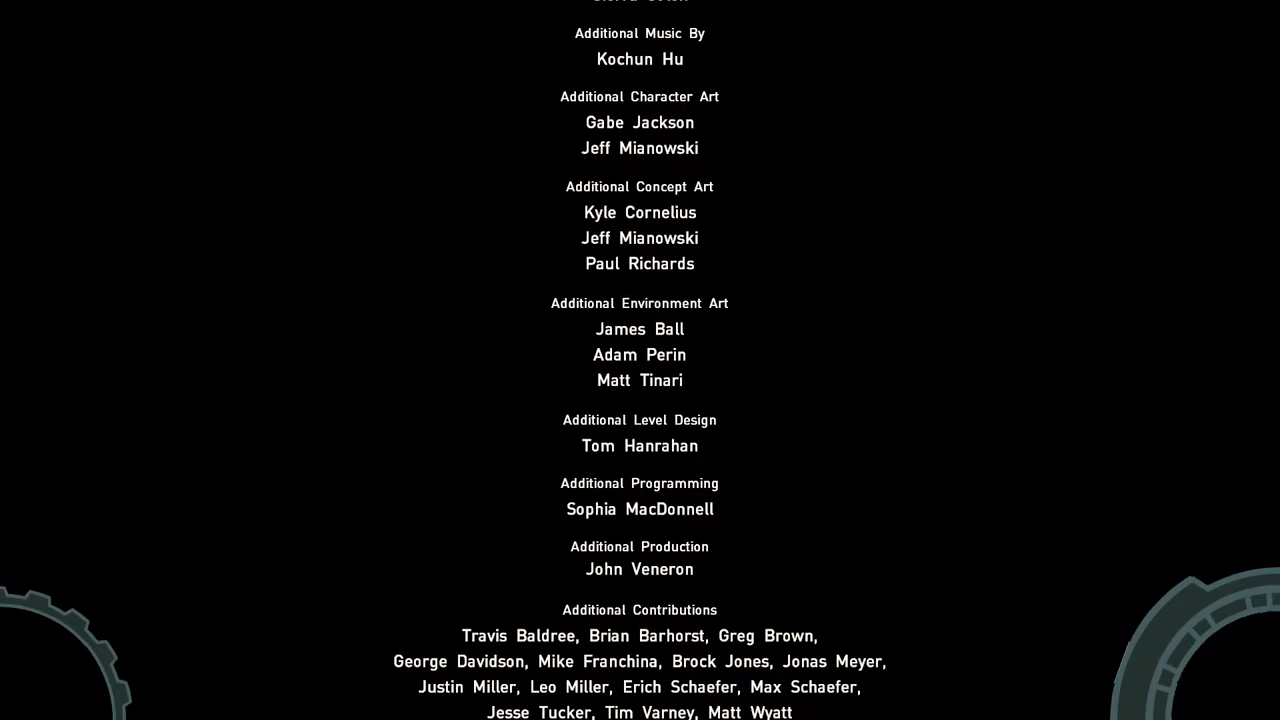 Additional Music By
Kochun Hu
Additional Character Art
Gabe Jackson
Jeff Mianowski
Additional Concept Art
Kyle Cornelius
Jeff Mianowski
Paul Richards
Additional Environment Art
James Ball
Adam Perin
Matt Tinari
Additional Level Design
Tom Hanrahan
Additional Programming
Sophia MacDonnell
Additional Production
John Veneron
Additional Contributions
Travis Baldree, Brian Barhorst, Greg Brown,
George Davidson, Mike Franchina, Brock Jones, Jonas Meyer,
Justin Miller, Leo Miller, Erich Schaefer, Max Schaefer,
Jesse Tucker, Tim Varney, Matt Wyatt